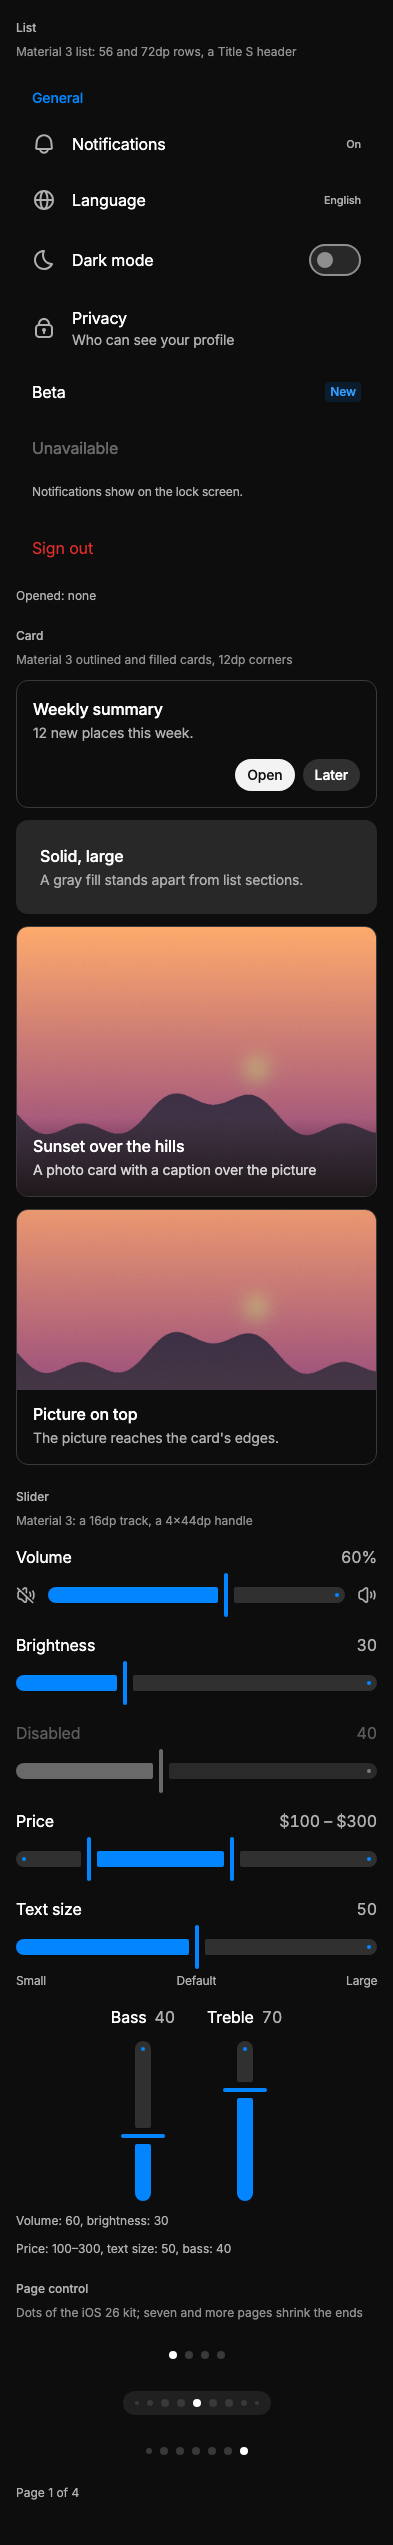 List
Material 3 list: 56 and 72dp rows, a Title S header
General
Notifications
On
Language
English
Dark mode
Privacy
Who can see your profile
Beta
New
Unavailable
Notifications show on the lock screen.
Sign out
Opened: none
Card
Material 3 outlined and filled cards, 12dp corners
Weekly summary
12 new places this week.
Open
Later
Solid, large
A gray fill stands apart from list sections.
Sunset over the hills
A photo card with a caption over the picture
Picture on top
The picture reaches the card's edges.
Slider
Material 3: a 16dp track, a 4×44dp handle
Volume
60%
Brightness
30
Disabled
40
Price
$100 – $300
Text size
50
Small
Default
Large
Bass 40
Treble 70
Volume: 60, brightness: 30
Price: 100–300, text size: 50, bass: 40
Page control
Dots of the iOS 26 kit; seven and more pages shrink the ends
Page 1 of 4